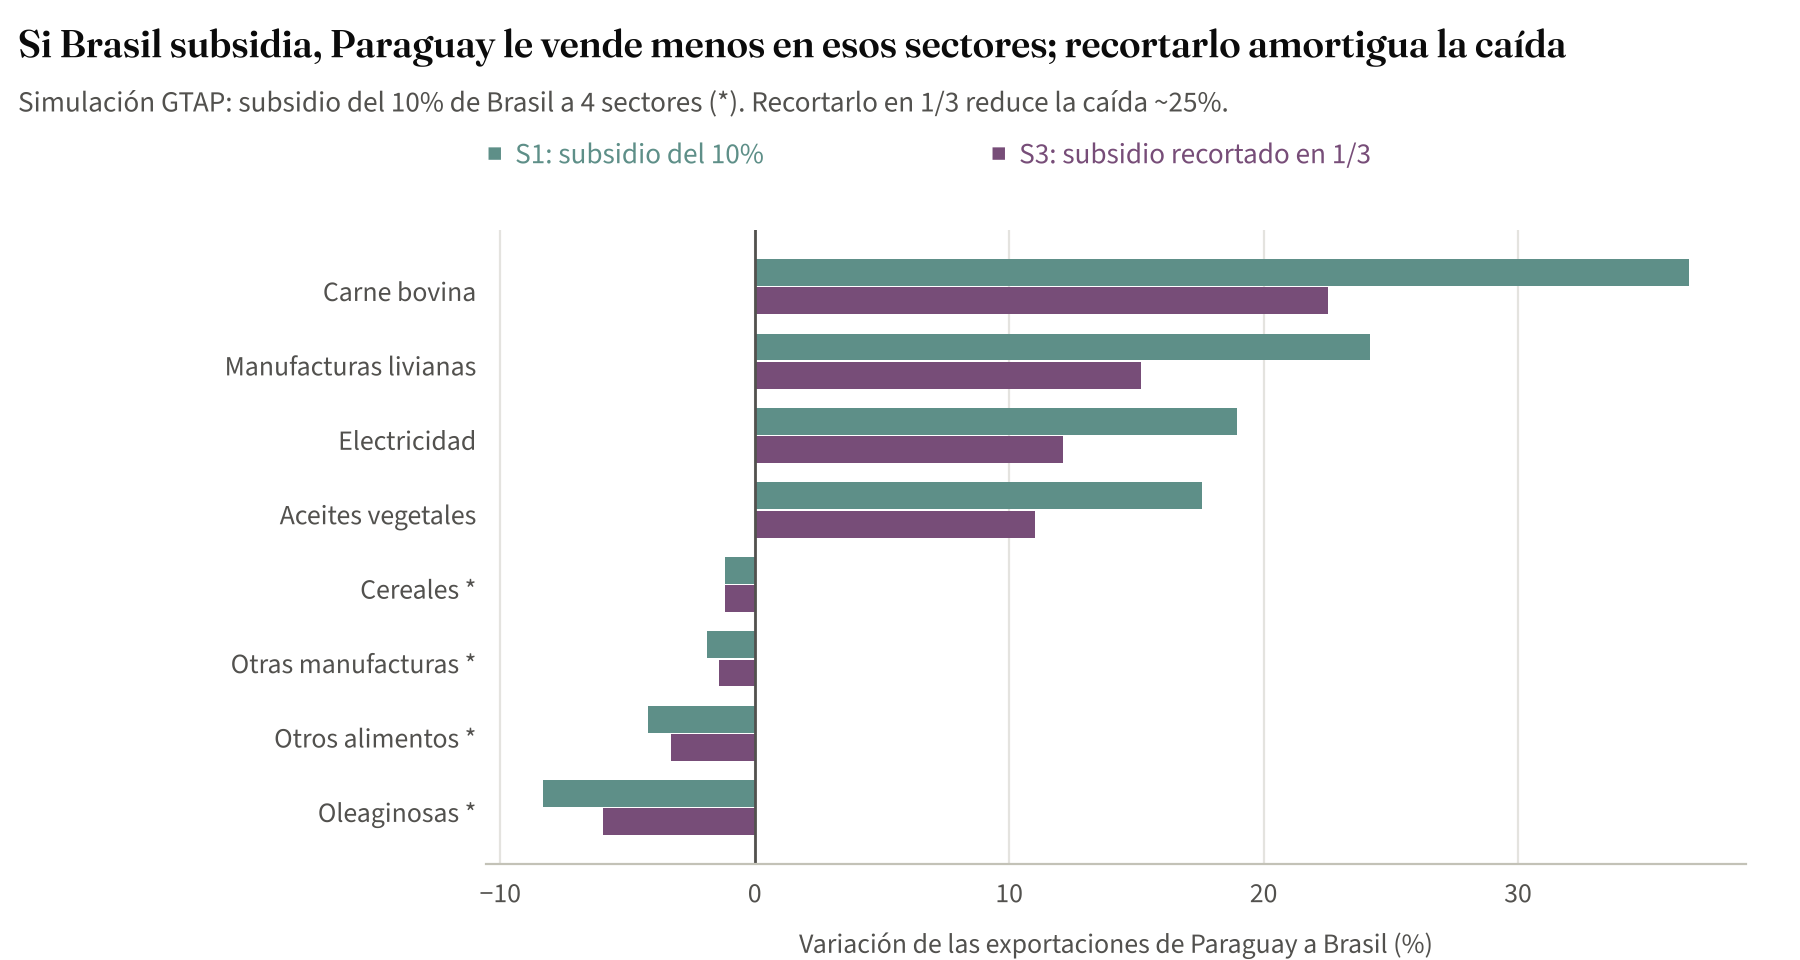 Si Brasil subsidia, Paraguay le vende menos en esos sectores; recortarlo amortigua la caída
Simulación GTAP: subsidio del 10% de Brasil a 4 sectores (*). Recortarlo en 1/3 reduce la caída ~25%.
S1: subsidio del 10%
S3: subsidio recortado en 1/3
Carne bovina
Manufacturas livianas
Electricidad
Aceites vegetales
Cereales *
Otras manufacturas *
Otros alimentos *
Oleaginosas *
−10 0 10 20 30
Variación de las exportaciones de Paraguay a Brasil (%)